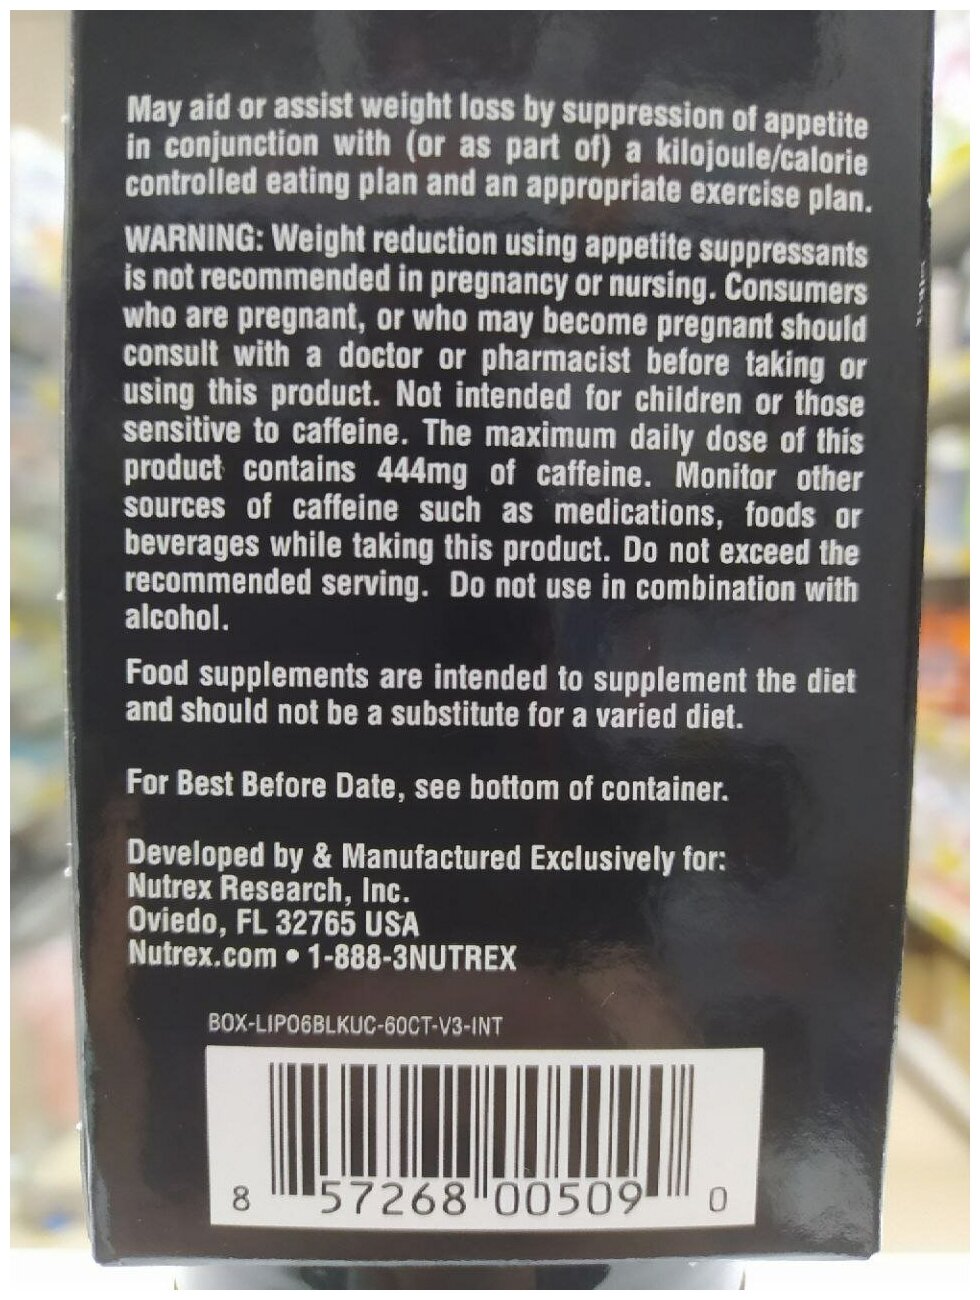 May aid or assist weight loss by suppression of appetite
in conjunction with (or as part of) a kilojoule/calorie
controlled eating plan and an appropriate exercise plan.
WARNING: Weight reduction using appetite suppressants
is not recommended in pregnancy or nursing. Consumers
who are pregnant, or who may become pregnant should
consult with a doctor or pharmacist before taking or
using this product. Not intended for children or those
sensitive to caffeine. The maximum daily dose of this
product contains 444mg of caffeine. Monitor other
sources of caffeine such as medications, foods or
beverages while taking this product. Do not exceed the
recommended serving. Do not use in combination with
alcohol.
Food supplements are intended to supplement the diet
and should not be a substitute for a varied diet.
For Best Before Date, see bottom of container.
Developed by & Manufactured Exclusively for:
Nutrex Research, Inc.
Oviedo, FL 32765 USA
Nutrex.com • 1-888-3NUTREX
BOX-LIPO6BLKUC-60CT-V3-INT
8 57268 00509 0